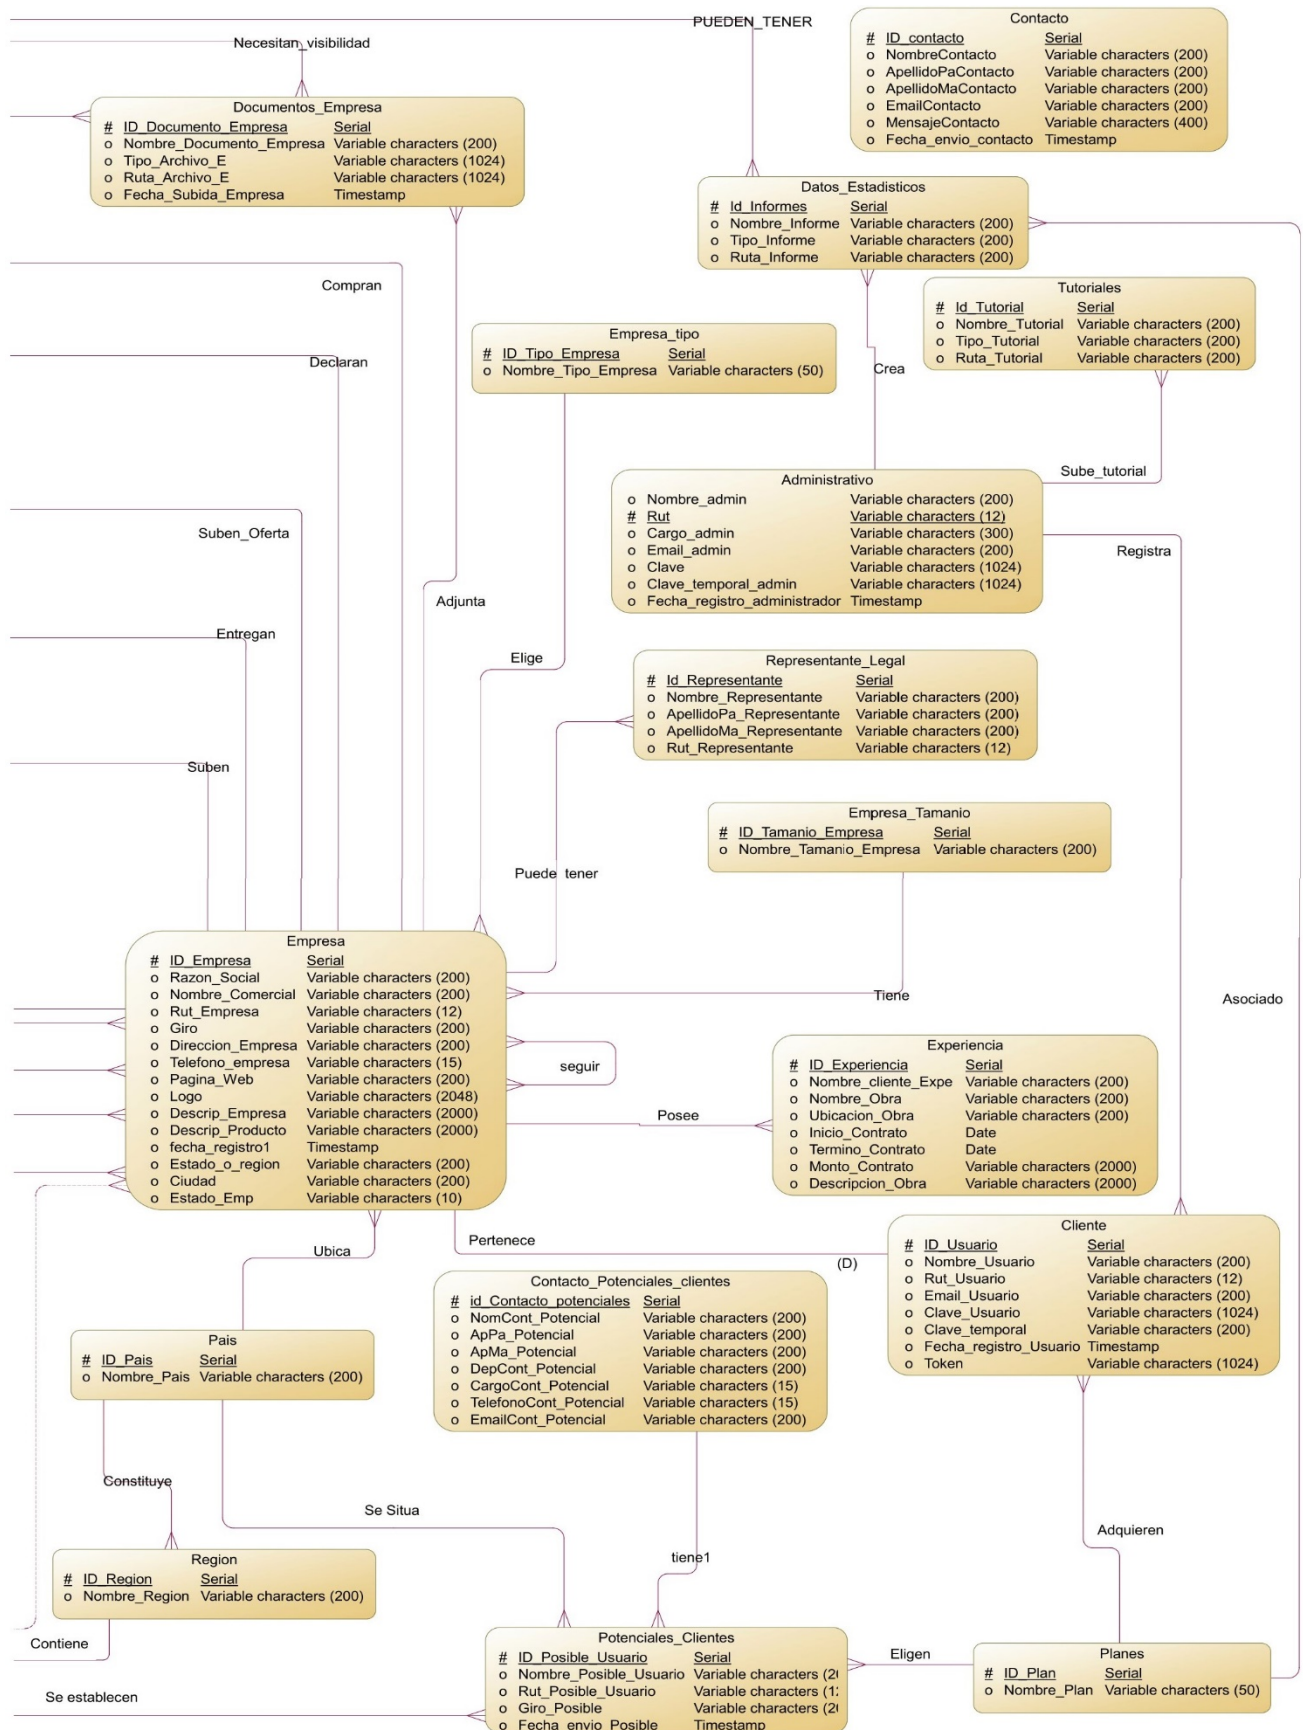 PUEDEN_TENER
Necesitan_visibilidad
Contacto
# ID_contacto Serial
o NombreContacto Variable characters (200)
o ApellidoPaContacto Variable characters (200)
o ApellidoMaContacto Variable characters (200)
o EmailContacto Variable characters (200)
o MensajeContacto Variable characters (400)
o Fecha_envio_contacto Timestamp
Documentos_Empresa
# ID_Documento_Empresa Serial
o Nombre_Documento_Empresa Variable characters (200)
o Tipo_Archivo_E Variable characters (1024)
o Ruta_Archivo_E Variable characters (1024)
o Fecha_Subida_Empresa Timestamp
Datos_Estadisticos
# Id_Informes Serial
o Nombre_Informe Variable characters (200)
o Tipo_Informe Variable characters (200)
o Ruta_Informe Variable characters (200)
Compran
Tutoriales
# Id_Tutorial Serial
o Nombre_Tutorial Variable characters (200)
o Tipo_Tutorial Variable characters (200)
o Ruta_Tutorial Variable characters (200)
Empresa_tipo
# ID_Tipo_Empresa Serial
o Nombre_Tipo_Empresa Variable characters (50)
Declaran
Crea
Sube_tutorial
Administrativo
o Nombre_admin Variable characters (200)
# Rut Variable characters (12)
o Cargo_admin Variable characters (300)
o Email_admin Variable characters (200)
o Clave Variable characters (1024)
o Clave_temporal_admin Variable characters (1024)
o Fecha_registro_administrador Timestamp
Suben_Oferta
Registra
Adjunta
Entregan
Elige
Representante_Legal
# Id_Representante Serial
o Nombre_Representante Variable characters (200)
o ApellidoPa_Representante Variable characters (200)
o ApellidoMa_Representante Variable characters (200)
o Rut_Representante Variable characters (12)
Suben
Empresa_Tamanio
# ID_Tamanio_Empresa Serial
o Nombre_Tamanio_Empresa Variable characters (200)
Puede_tener
Empresa
# ID_Empresa Serial
o Razon_Social Variable characters (200)
o Nombre_Comercial Variable characters (200)
o Rut_Empresa Variable characters (12)
o Giro Variable characters (200)
o Direccion_Empresa Variable characters (200)
o Telefono_empresa Variable characters (15)
o Pagina_Web Variable characters (200)
o Logo Variable characters (2048)
o Descrip_Empresa Variable characters (2000)
o Descrip_Producto Variable characters (2000)
o fecha_registro1 Timestamp
o Estado_o_region Variable characters (200)
o Ciudad Variable characters (200)
o Estado_Emp Variable characters (10)
Tiene
Asociado
seguir
Posee
Experiencia
# ID_Experiencia Serial
o Nombre_cliente_Expe Variable characters (200)
o Nombre_Obra Variable characters (200)
o Ubicacion_Obra Variable characters (200)
o Inicio_Contrato Date
o Termino_Contrato Date
o Monto_Contrato Variable characters (2000)
o Descripcion_Obra Variable characters (2000)
Ubica
Pertenece
(D)
Cliente
# ID_Usuario Serial
o Nombre_Usuario Variable characters (200)
o Rut_Usuario Variable characters (12)
o Email_Usuario Variable characters (200)
o Clave_Usuario Variable characters (1024)
o Clave_temporal Variable characters (200)
o Fecha_registro_Usuario Timestamp
o Token Variable characters (1024)
Contacto_Potenciales_clientes
# id_Contacto_potenciales Serial
o NomCont_Potencial Variable characters (200)
o ApPa_Potencial Variable characters (200)
o ApMa_Potencial Variable characters (200)
o DepCont_Potencial Variable characters (200)
o CargoCont_Potencial Variable characters (15)
o TelefonoCont_Potencial Variable characters (15)
o EmailCont_Potencial Variable characters (200)
Pais
# ID_Pais Serial
o Nombre_Pais Variable characters (200)
Constituye
Se Situa
Adquieren
tiene1
Region
# ID_Region Serial
o Nombre_Region Variable characters (200)
Contiene
Se establecen
Eligen
Potenciales_Clientes
# ID_Posible_Usuario Serial
o Nombre_Posible_Usuario Variable characters (20
o Rut_Posible_Usuario Variable characters (12
o Giro_Posible Variable characters (20
o Fecha_envio_Posible Timestamp
Planes
# ID_Plan Serial
o Nombre_Plan Variable characters (50)